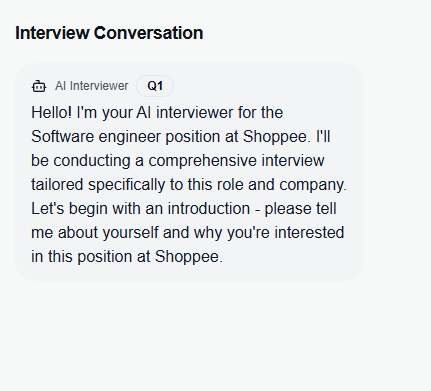 Interview Conversation
AI Interviewer Q1
Hello! I'm your AI interviewer for the
Software engineer position at Shoppee. I'll
be conducting a comprehensive interview
tailored specifically to this role and company.
Let's begin with an introduction - please tell
me about yourself and why you're interested
in this position at Shoppee.